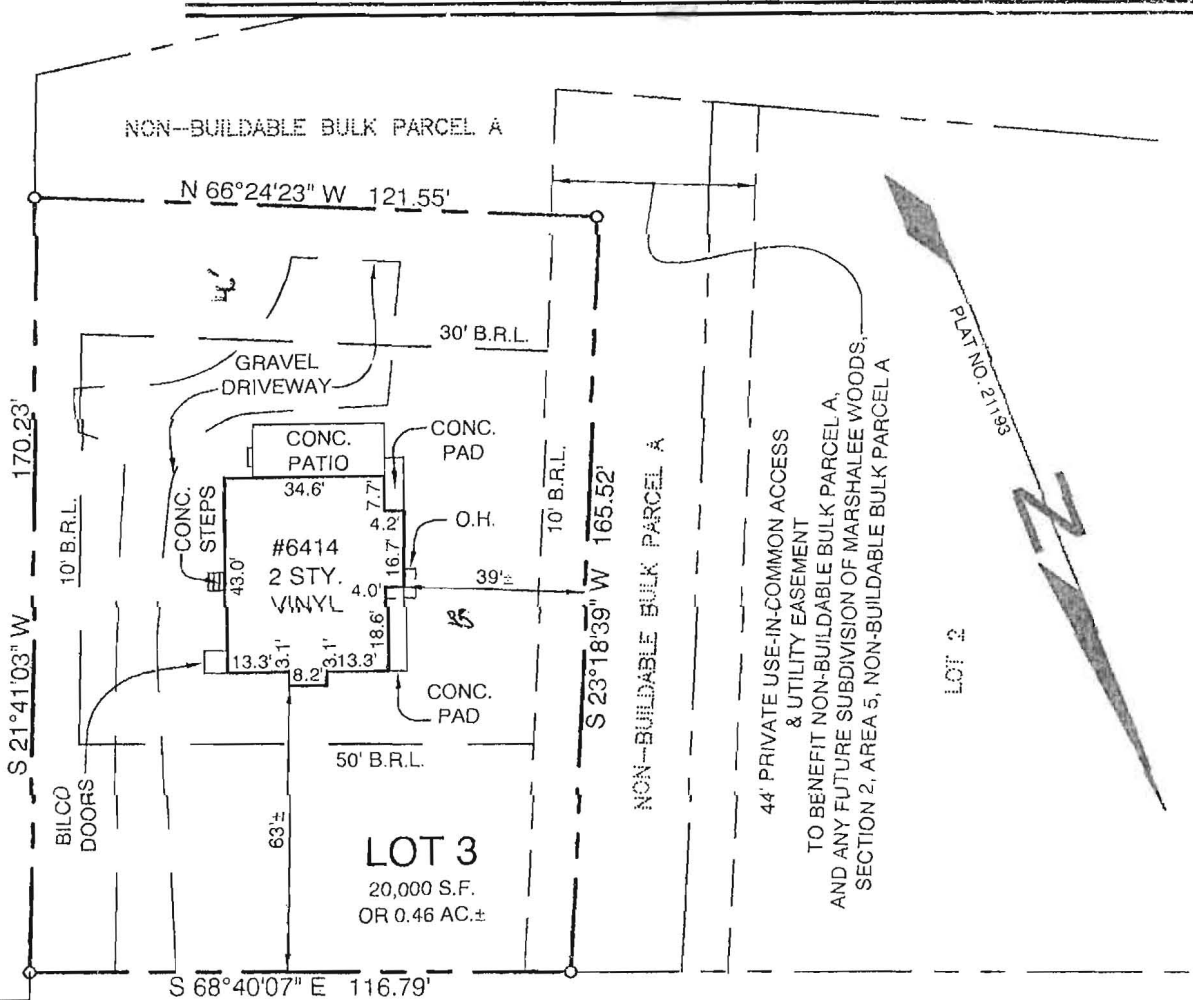 NON--BUILDABLE BULK PARCEL A
N 66°24'23" W 121.55'
30' B.R.L.
GRAVEL
DRIVEWAY
CONC.
PATIO
CONC.
PAD
34.6'
7.7'
4.2'
O.H.
CONC.
STEPS
#6414
2 STY.
VINYL
43.0'
16.7'
4.0'
39'±
18.6'
13.3'
3.1'
8.2'
3.1'
13.3'
CONC.
PAD
10' B.R.L.
S 21°41'03" W 170.23'
10' B.R.L.
S 23°18'39" W 165.52'
50' B.R.L.
BILCO
DOORS
63'±
LOT 3
20,000 S.F.
OR 0.46 AC.±
S 68°40'07" E 116.79'
NON--BUILDABLE BULK PARCEL A
44' PRIVATE USE-IN-COMMON ACCESS
& UTILITY EASEMENT
TO BENEFIT NON-BUILDABLE BULK PARCEL A,
AND ANY FUTURE SUBDIVISION OF MARSHALEE WOODS,
SECTION 2, AREA 5, NON-BUILDABLE BULK PARCEL A
PLAT NO. 21193
N
LOT 2